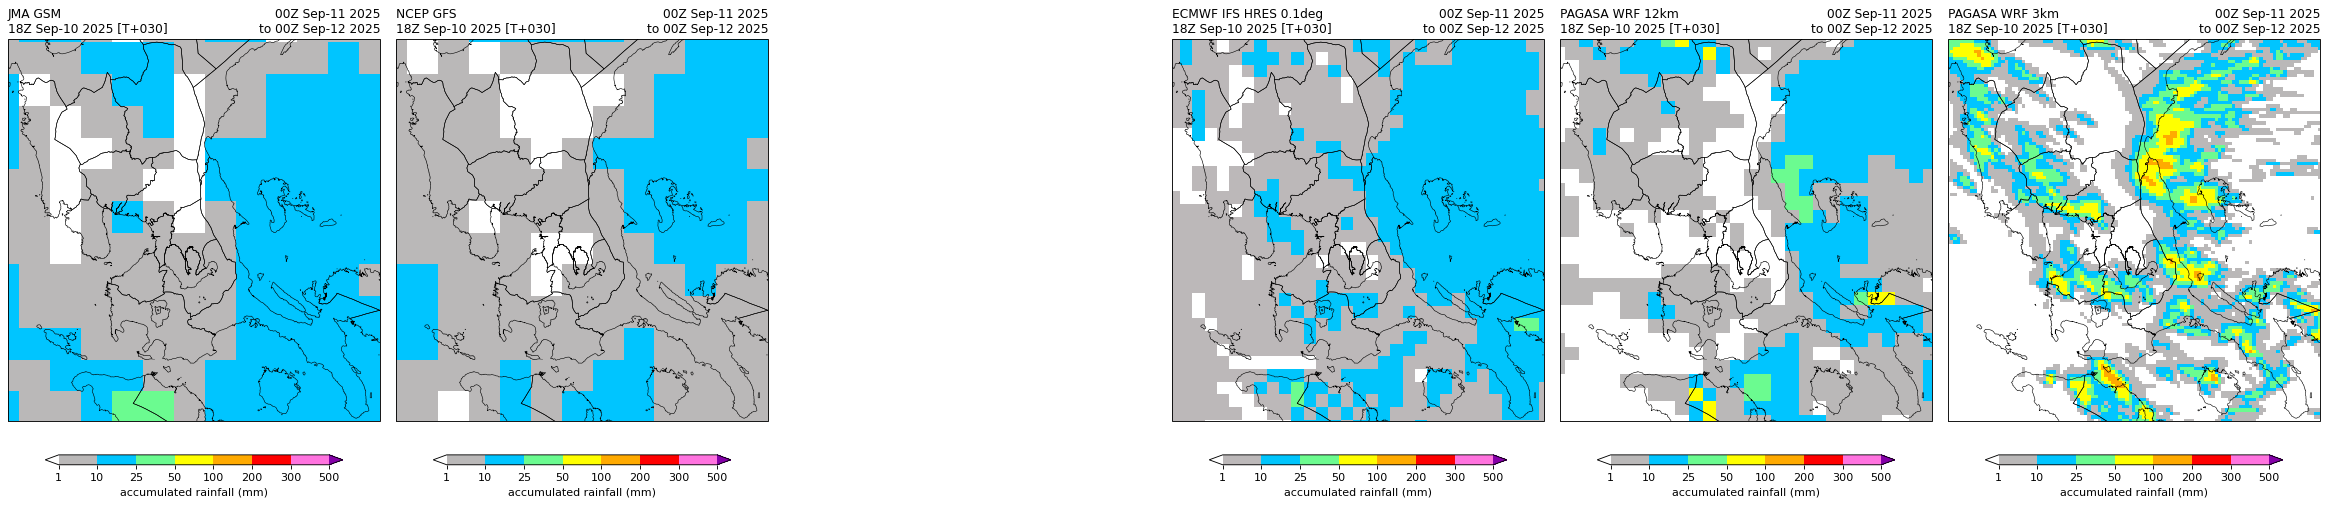 JMA GSM 00Z Sep-11 2025
18Z Sep-10 2025 [T+030] to 00Z Sep-12 2025
1 10 25 50 100 200 300 500
accumulated rainfall (mm)
NCEP GFS 00Z Sep-11 2025
18Z Sep-10 2025 [T+030] to 00Z Sep-12 2025
1 10 25 50 100 200 300 500
accumulated rainfall (mm)
ECMWF IFS HRES 0.1deg 00Z Sep-11 2025
18Z Sep-10 2025 [T+030] to 00Z Sep-12 2025
1 10 25 50 100 200 300 500
accumulated rainfall (mm)
PAGASA WRF 12km 00Z Sep-11 2025
18Z Sep-10 2025 [T+030] to 00Z Sep-12 2025
1 10 25 50 100 200 300 500
accumulated rainfall (mm)
PAGASA WRF 3km 00Z Sep-11 2025
18Z Sep-10 2025 [T+030] to 00Z Sep-12 2025
1 10 25 50 100 200 300 500
accumulated rainfall (mm)